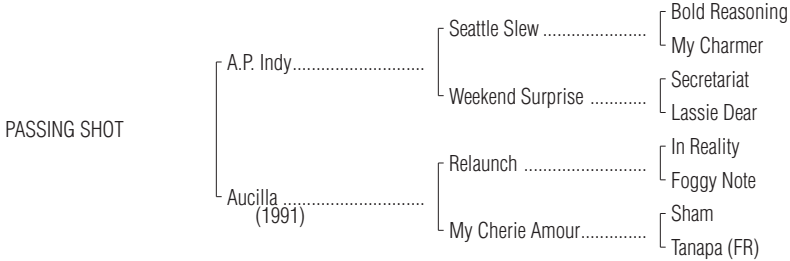 Bold Reasoning
Seattle Slew ......................
My Charmer
A.P. Indy............................
Secretariat
Weekend Surprise ............
Lassie Dear
PASSING SHOT
In Reality
Relaunch ..........................
Foggy Note
Aucilla ..............................
(1991)
Sham
My Cherie Amour..............
Tanapa (FR)